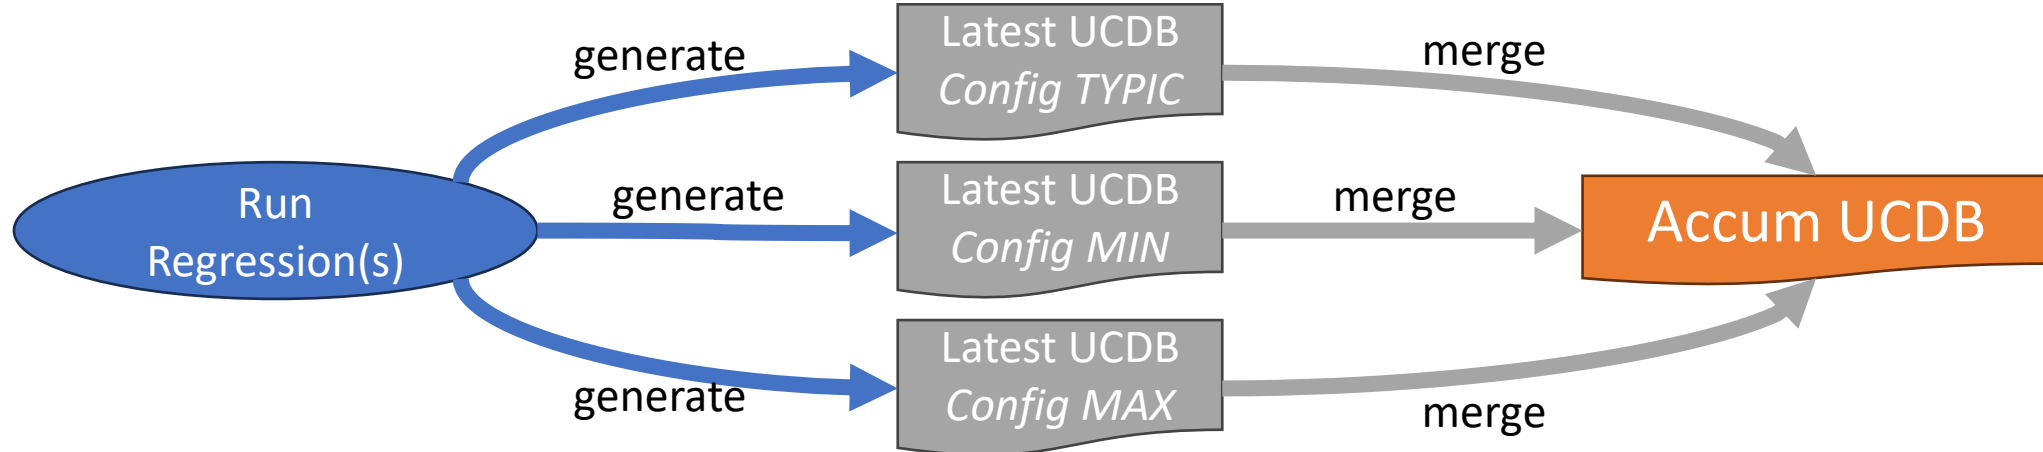 Run
Regression(s)
generate
Latest UCDB
Config TYPIC
merge
generate
Latest UCDB
Config MIN
merge
generate
Latest UCDB
Config MAX
merge
Accum UCDB